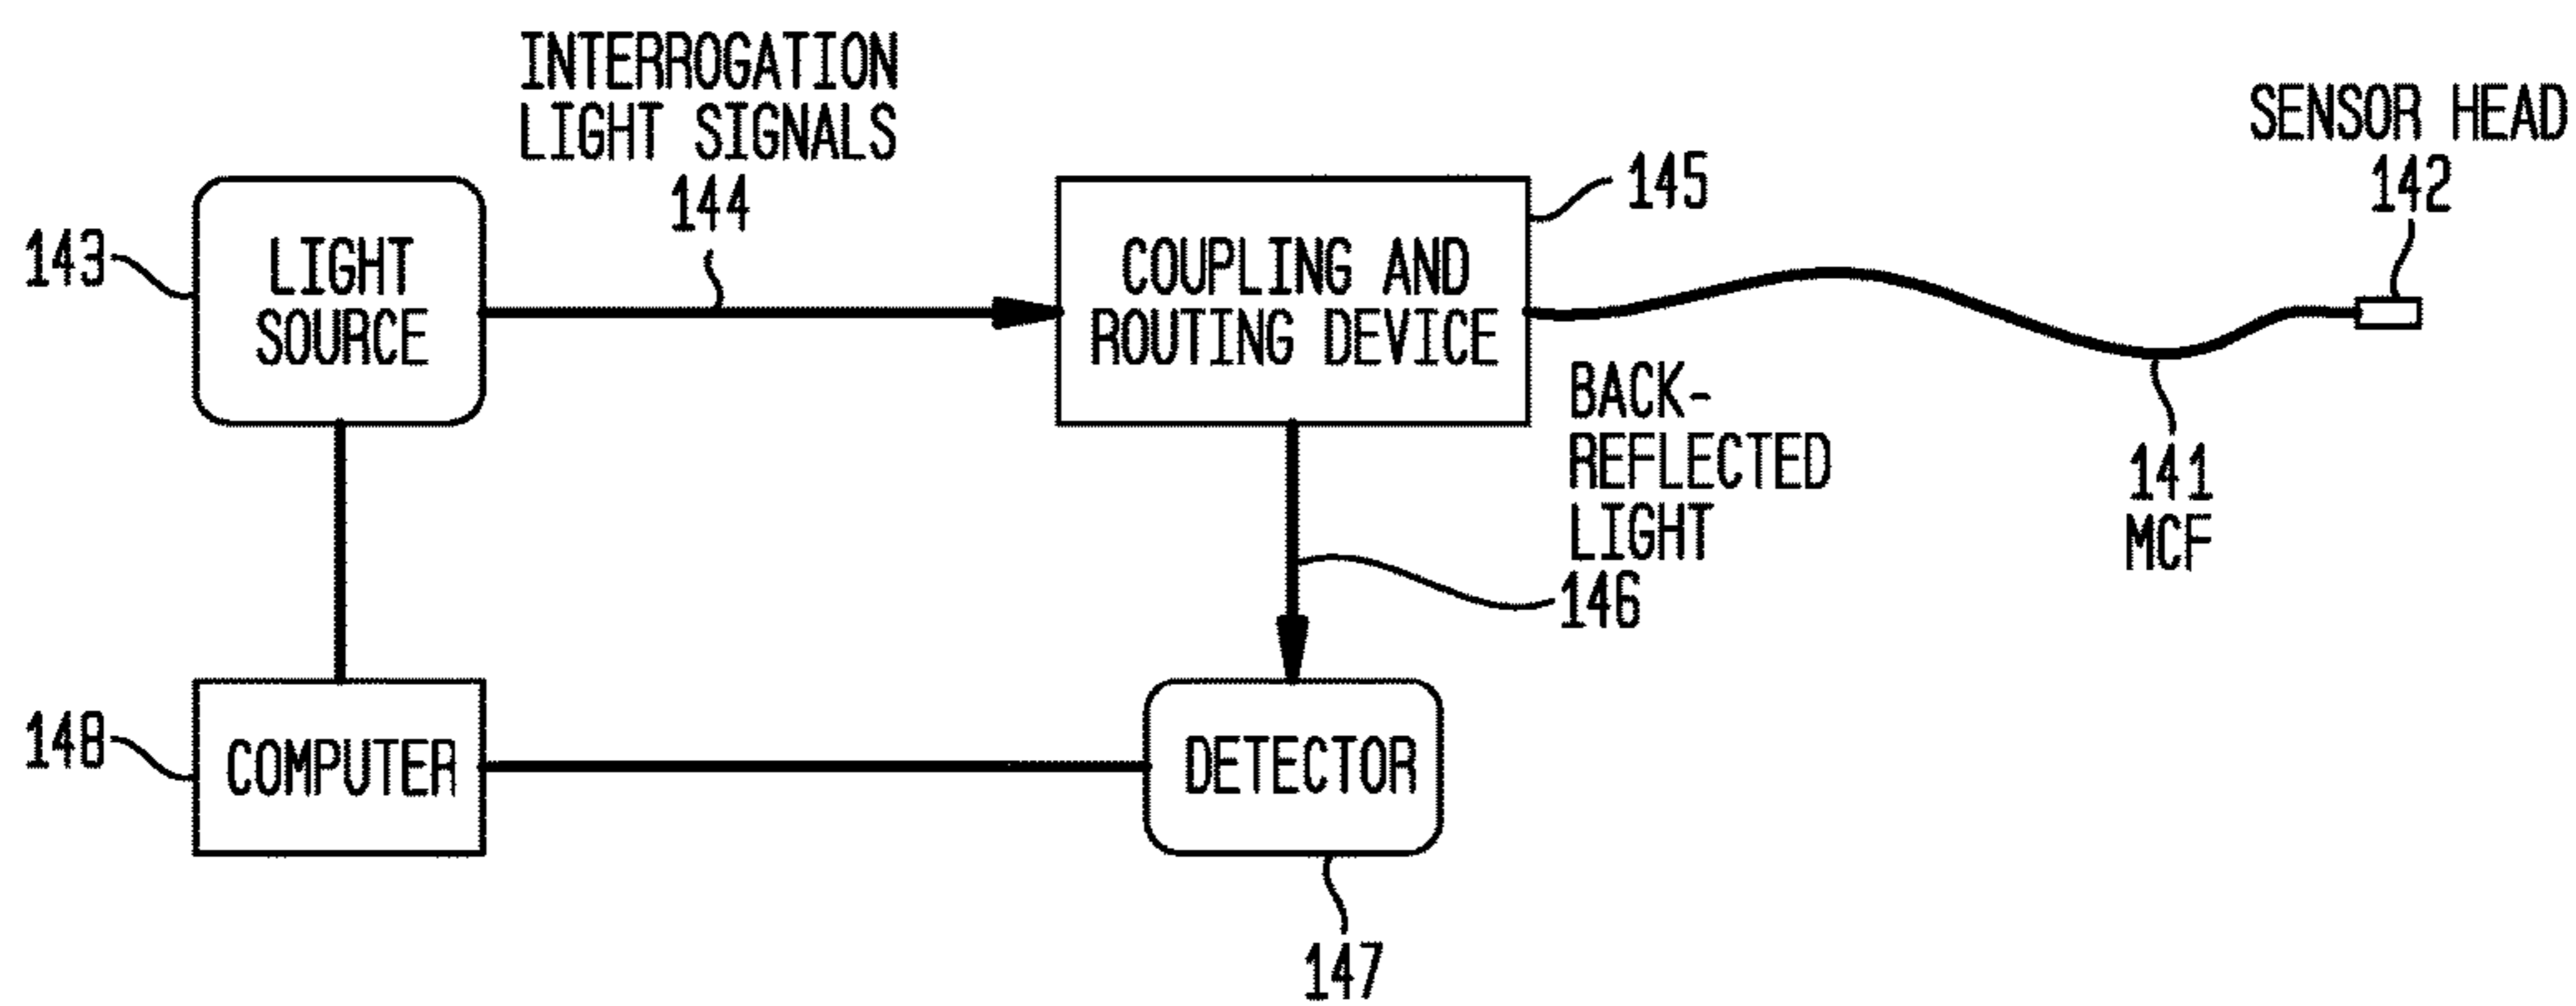 INTERROGATION
LIGHT SIGNALS
144
SENSOR HEAD
142
143
LIGHT
SOURCE
145
COUPLING AND
ROUTING DEVICE
BACK-
REFLECTED
LIGHT
146
141
MCF
148
COMPUTER
DETECTOR
147